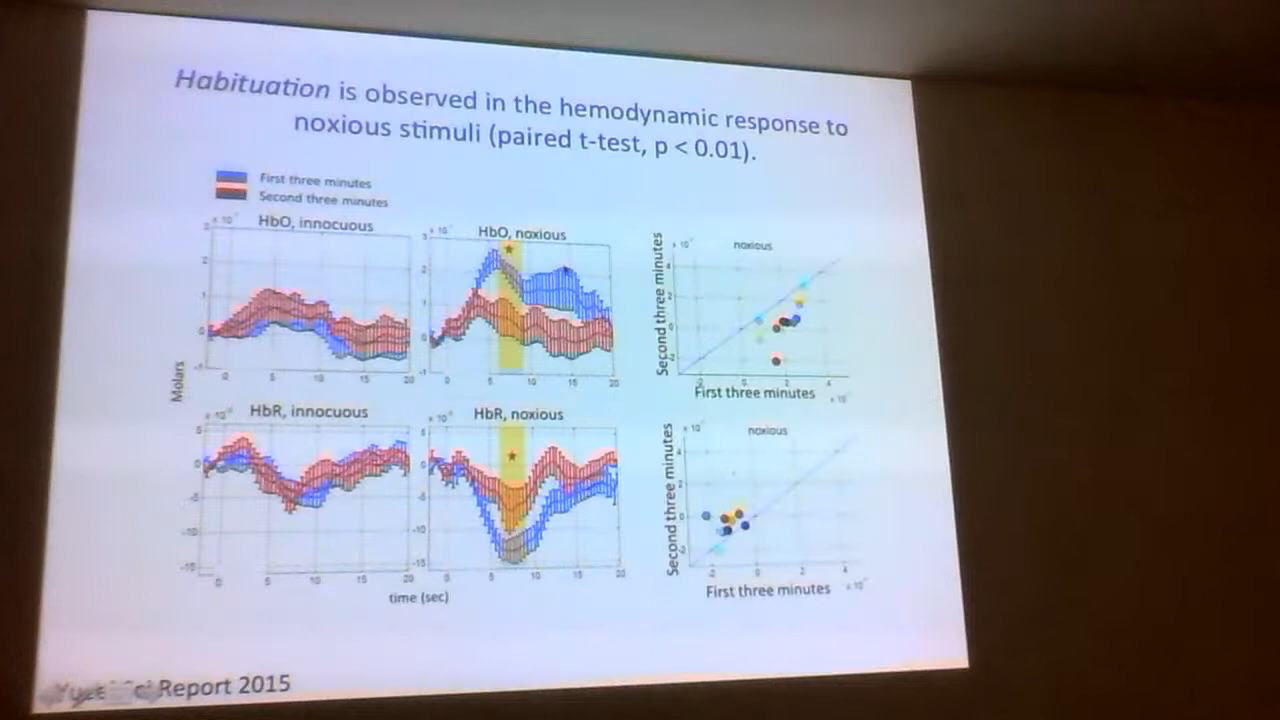 Habituation is observed in the hemodynamic response to
noxious stimuli (paired t-test, p < 0.01).
First three minutes
Second three minutes
HbO, innocuous
HbO, noxious
noxious
Second three minutes
First three minutes
Molars
HbR, innocuous
HbR, noxious
noxious
Second three minutes
First three minutes
time (sec)
Report 2015